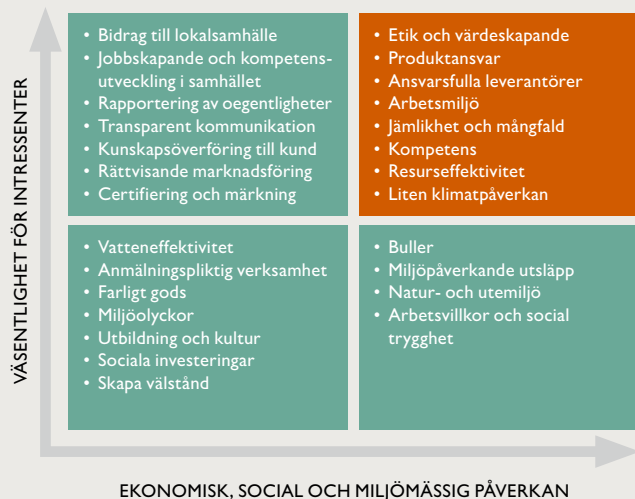 VÄSENTLIGHET FÖR INTRESSENTER
• Bidrag till lokalsamhälle
• Jobbskapande och kompetens-
utveckling i samhället
• Rapportering av oegentligheter
• Transparent kommunikation
• Kunskapsöverföring till kund
• Rättvisande marknadsföring
• Certifiering och märkning
• Etik och värdeskapande
• Produktansvar
• Ansvarsfulla leverantörer
• Arbetsmiljö
• Jämlikhet och mångfald
• Kompetens
• Resurseffektivitet
• Liten klimatpåverkan
• Vatteneffektivitet
• Anmälningspliktig verksamhet
• Farligt gods
• Miljöolyckor
• Utbildning och kultur
• Sociala investeringar
• Skapa välstånd
• Buller
• Miljöpåverkande utsläpp
• Natur- och utemiljö
• Arbetsvillkor och social
trygghet
EKONOMISK, SOCIAL OCH MILJÖMÄSSIG PÅVERKAN